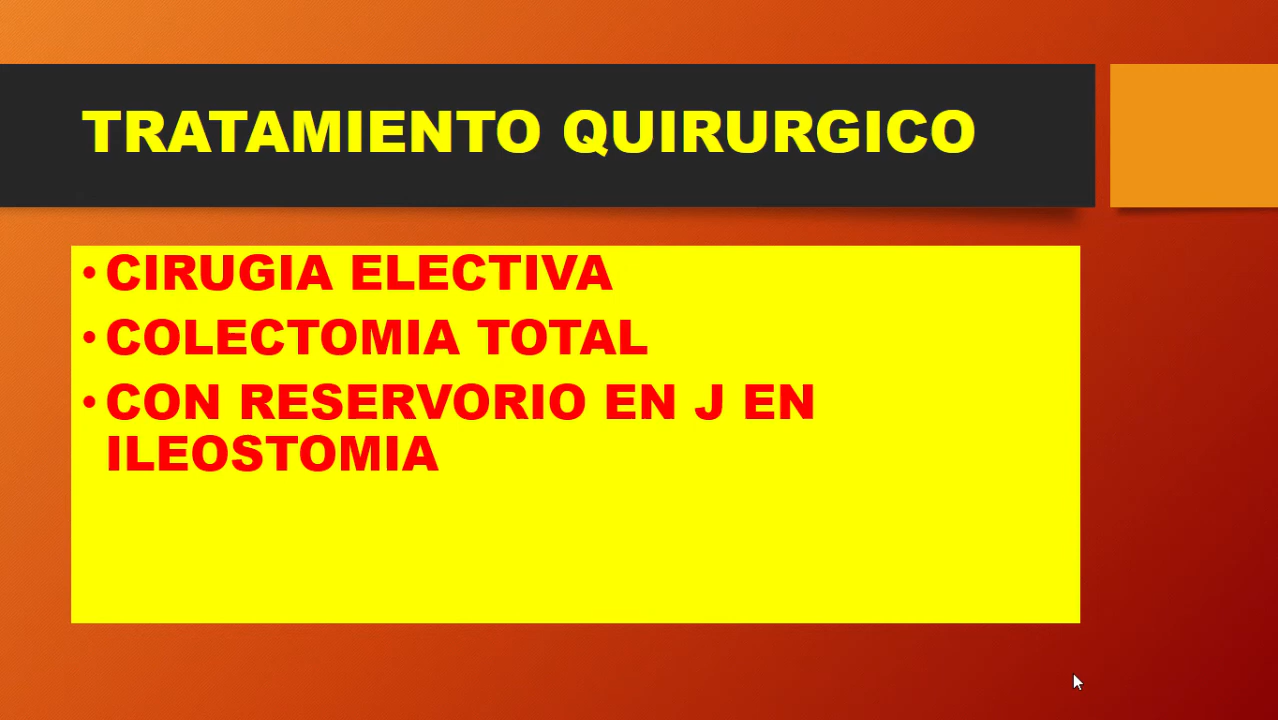 TRATAMIENTO QUIRURGICO
• CIRUGIA ELECTIVA
• COLECTOMIA TOTAL
• CON RESERVORIO EN J EN
ILEOSTOMIA